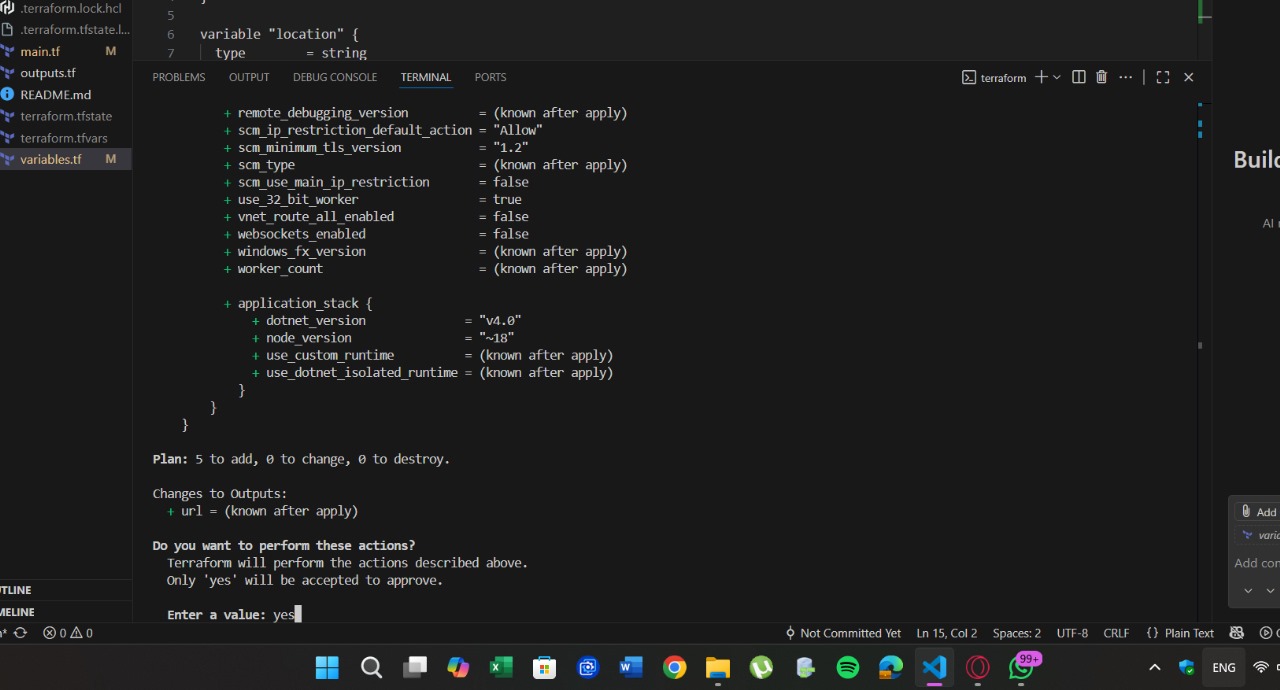 .terraform.lock.hcl
.terraform.tfstate.l...
main.tf M
outputs.tf
README.md
terraform.tfstate
terraform.tfvars
variables.tf M
5 }
6 variable "location" {
7 type = string
PROBLEMS OUTPUT DEBUG CONSOLE TERMINAL PORTS
terraform
+ remote_debugging_version = (known after apply)
+ scm_ip_restriction_default_action = "Allow"
+ scm_minimum_tls_version = "1.2"
+ scm_type = (known after apply)
+ scm_use_main_ip_restriction = false
+ use_32_bit_worker = true
+ vnet_route_all_enabled = false
+ websockets_enabled = false
+ windows_fx_version = (known after apply)
+ worker_count = (known after apply)
+ application_stack {
+ dotnet_version = "v4.0"
+ node_version = "~18"
+ use_custom_runtime = (known after apply)
+ use_dotnet_isolated_runtime = (known after apply)
}
}
}
Plan: 5 to add, 0 to change, 0 to destroy.
Changes to Outputs:
+ url = (known after apply)
Do you want to perform these actions?
Terraform will perform the actions described above.
Only 'yes' will be accepted to approve.
Enter a value: yes
Build
AI
Add
varia
Add con
UTLINE
MELINE
0 0
Not Committed Yet Ln 15, Col 2 Spaces: 2 UTF-8 CRLF {} Plain Text
99+
ENG